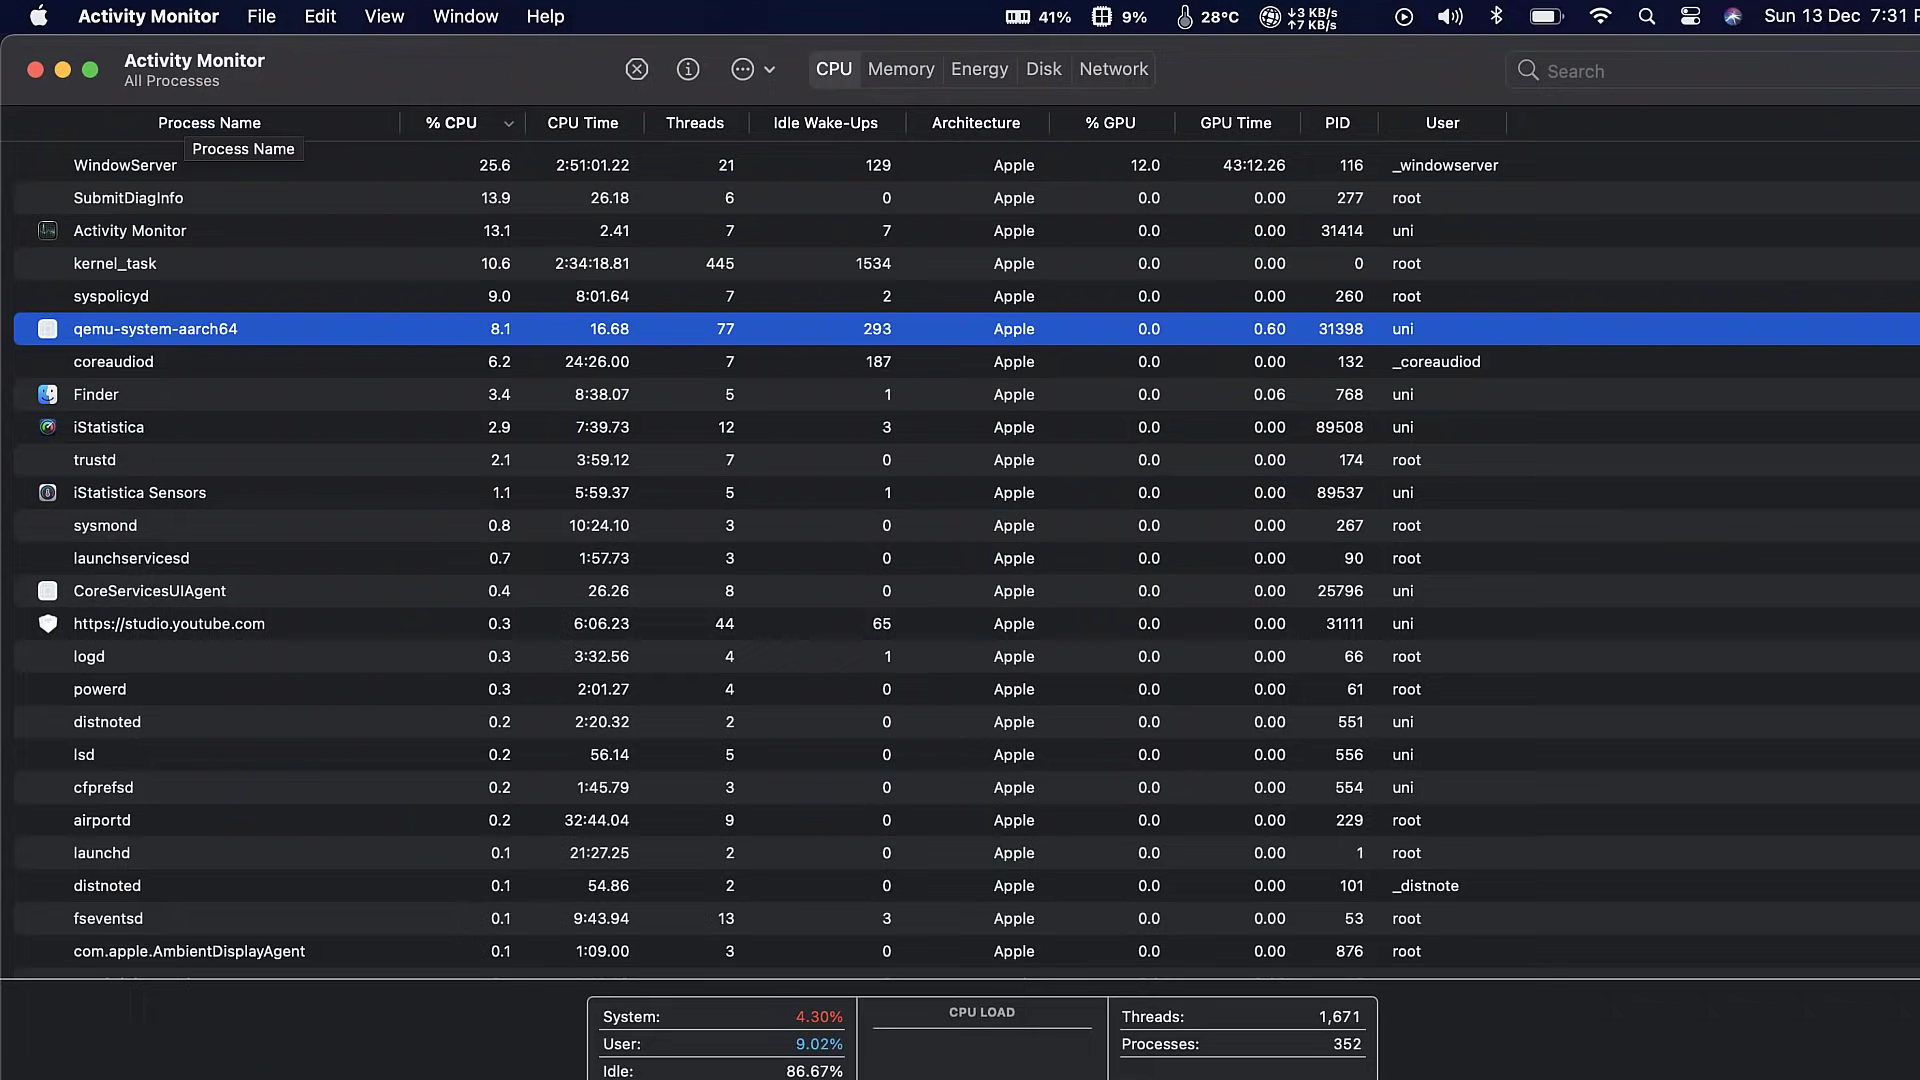 Activity Monitor File Edit View Window Help 41% 9% 28°C ↓3 KB/s ↑7 KB/s Sun 13 Dec 7:31
Activity Monitor
All Processes
CPU Memory Energy Disk Network
Search
Process Name % CPU CPU Time Threads Idle Wake-Ups Architecture % GPU GPU Time PID User
Process Name
WindowServer 25.6 2:51:01.22 21 129 Apple 12.0 43:12.26 116 _windowserver
SubmitDiagInfo 13.9 26.18 6 0 Apple 0.0 0.00 277 root
Activity Monitor 13.1 2.41 7 7 Apple 0.0 0.00 31414 uni
kernel_task 10.6 2:34:18.81 445 1534 Apple 0.0 0.00 0 root
syspolicyd 9.0 8:01.64 7 2 Apple 0.0 0.00 260 root
qemu-system-aarch64 8.1 16.68 77 293 Apple 0.0 0.60 31398 uni
coreaudiod 6.2 24:26.00 7 187 Apple 0.0 0.00 132 _coreaudiod
Finder 3.4 8:38.07 5 1 Apple 0.0 0.06 768 uni
iStatistica 2.9 7:39.73 12 3 Apple 0.0 0.00 89508 uni
trustd 2.1 3:59.12 7 0 Apple 0.0 0.00 174 root
iStatistica Sensors 1.1 5:59.37 5 1 Apple 0.0 0.00 89537 uni
sysmond 0.8 10:24.10 3 0 Apple 0.0 0.00 267 root
launchservicesd 0.7 1:57.73 3 0 Apple 0.0 0.00 90 root
CoreServicesUIAgent 0.4 26.26 8 0 Apple 0.0 0.00 25796 uni
https://studio.youtube.com 0.3 6:06.23 44 65 Apple 0.0 0.00 31111 uni
logd 0.3 3:32.56 4 1 Apple 0.0 0.00 66 root
powerd 0.3 2:01.27 4 0 Apple 0.0 0.00 61 root
distnoted 0.2 2:20.32 2 0 Apple 0.0 0.00 551 uni
lsd 0.2 56.14 5 0 Apple 0.0 0.00 556 uni
cfprefsd 0.2 1:45.79 3 0 Apple 0.0 0.00 554 uni
airportd 0.2 32:44.04 9 0 Apple 0.0 0.00 229 root
launchd 0.1 21:27.25 2 0 Apple 0.0 0.00 1 root
distnoted 0.1 54.86 2 0 Apple 0.0 0.00 101 _distnote
fseventsd 0.1 9:43.94 13 3 Apple 0.0 0.00 53 root
com.apple.AmbientDisplayAgent 0.1 1:09.00 3 0 Apple 0.0 0.00 876 root
System: 4.30% CPU LOAD Threads: 1,671
User: 9.02% Processes: 352
Idle: 86.67%